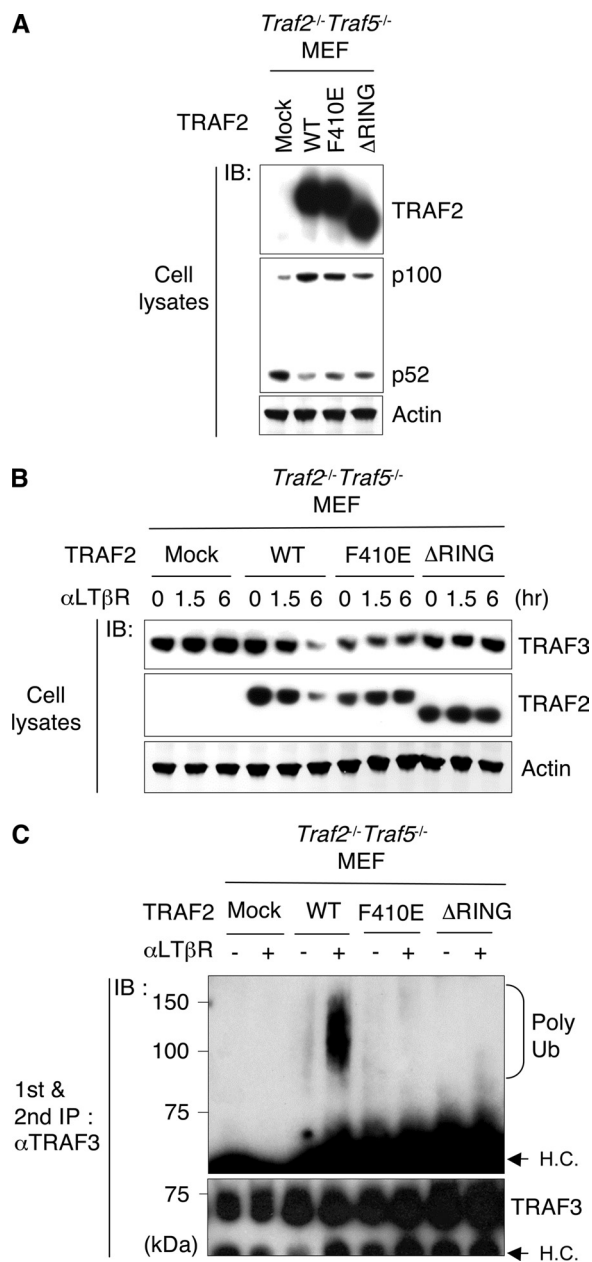 A
Traf2-/-Traf5-/-
MEF
TRAF2
Mock
WT
F410E
ΔRING
IB:
TRAF2
Cell
lysates
p100
p52
Actin
B
Traf2-/-Traf5-/-
MEF
TRAF2 Mock WT F410E ΔRING
αLTβR 0 1.5 6 0 1.5 6 0 1.5 6 0 1.5 6 (hr)
IB:
TRAF3
Cell
lysates
TRAF2
Actin
C
Traf2-/-Traf5-/-
MEF
TRAF2 Mock WT F410E ΔRING
αLTβR - + - + - + - +
IB :
150
100
75
Poly
Ub
1st &
2nd IP :
αTRAF3
H.C.
75
TRAF3
(kDa)
H.C.